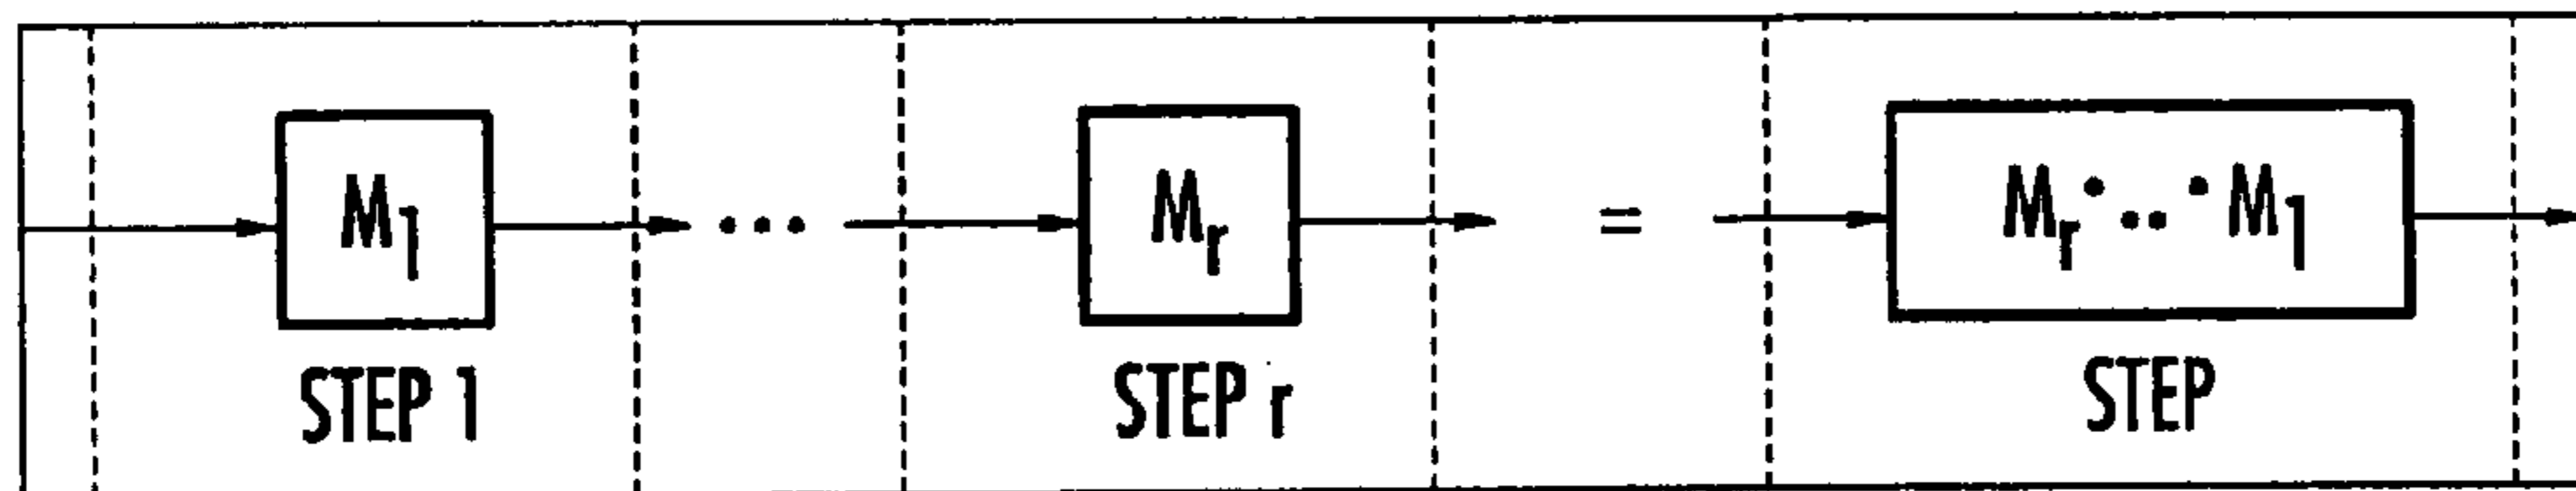 M1 ... Mr = Mr·..·M1
STEP 1 STEP r STEP